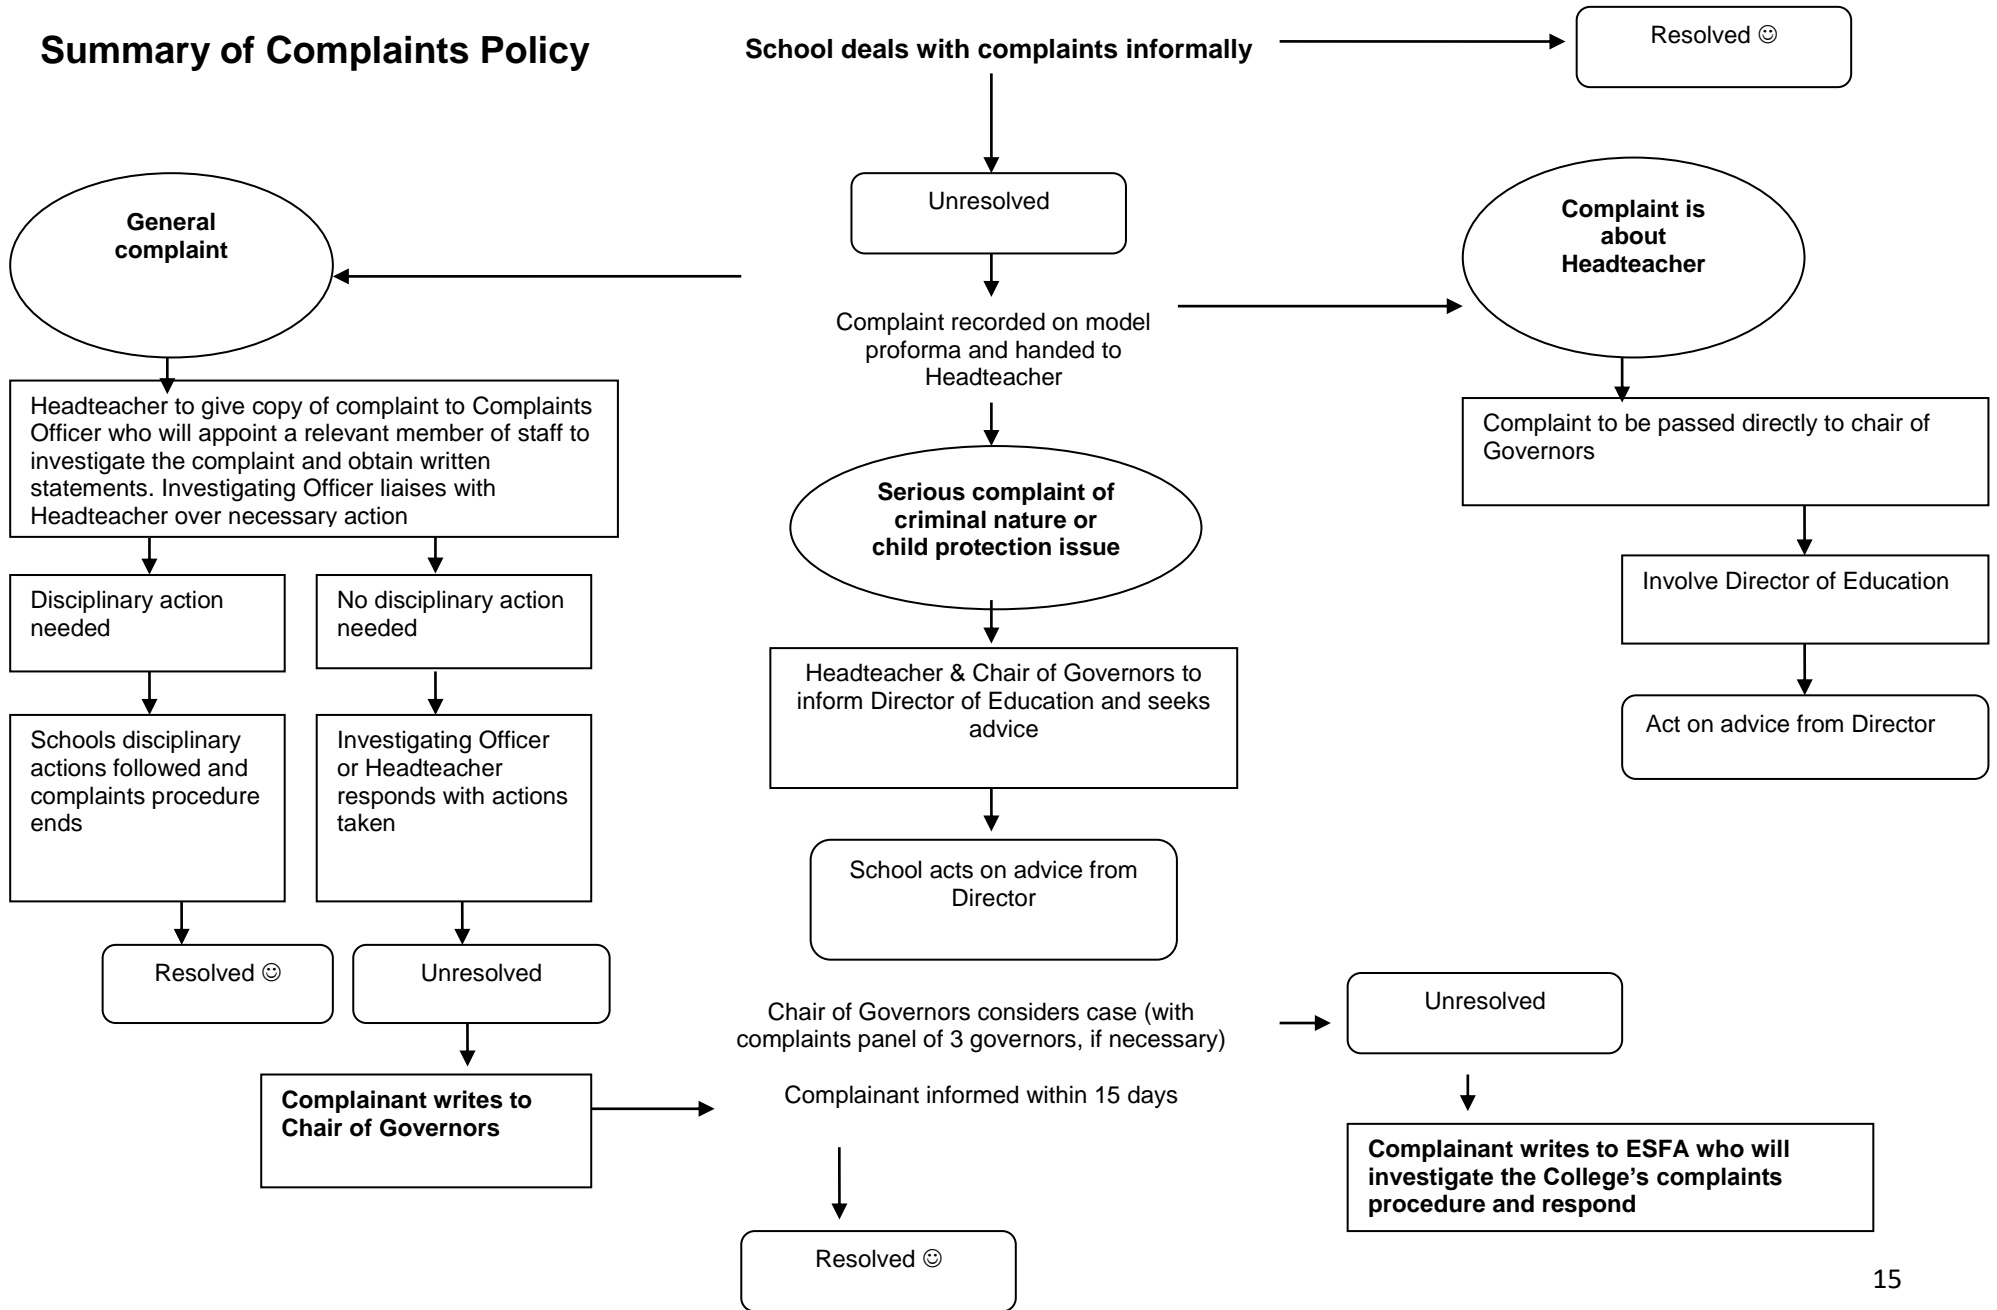 Summary of Complaints Policy
School deals with complaints informally
Resolved ☺
Unresolved
General
complaint
Complaint is
about
Headteacher
Complaint recorded on model
proforma and handed to
Headteacher
Headteacher to give copy of complaint to Complaints
Officer who will appoint a relevant member of staff to
investigate the complaint and obtain written
statements. Investigating Officer liaises with
Headteacher over necessary action
Complaint to be passed directly to chair of
Governors
Serious complaint of
criminal nature or
child protection issue
Disciplinary action
needed
No disciplinary action
needed
Involve Director of Education
Headteacher & Chair of Governors to
inform Director of Education and seeks
advice
Schools disciplinary
actions followed and
complaints procedure
ends
Investigating Officer
or Headteacher
responds with actions
taken
Act on advice from Director
School acts on advice from
Director
Resolved ☺
Unresolved
Chair of Governors considers case (with
complaints panel of 3 governors, if necessary)
Complainant informed within 15 days
Unresolved
Complainant writes to
Chair of Governors
Complainant writes to ESFA who will
investigate the College’s complaints
procedure and respond
Resolved ☺
15